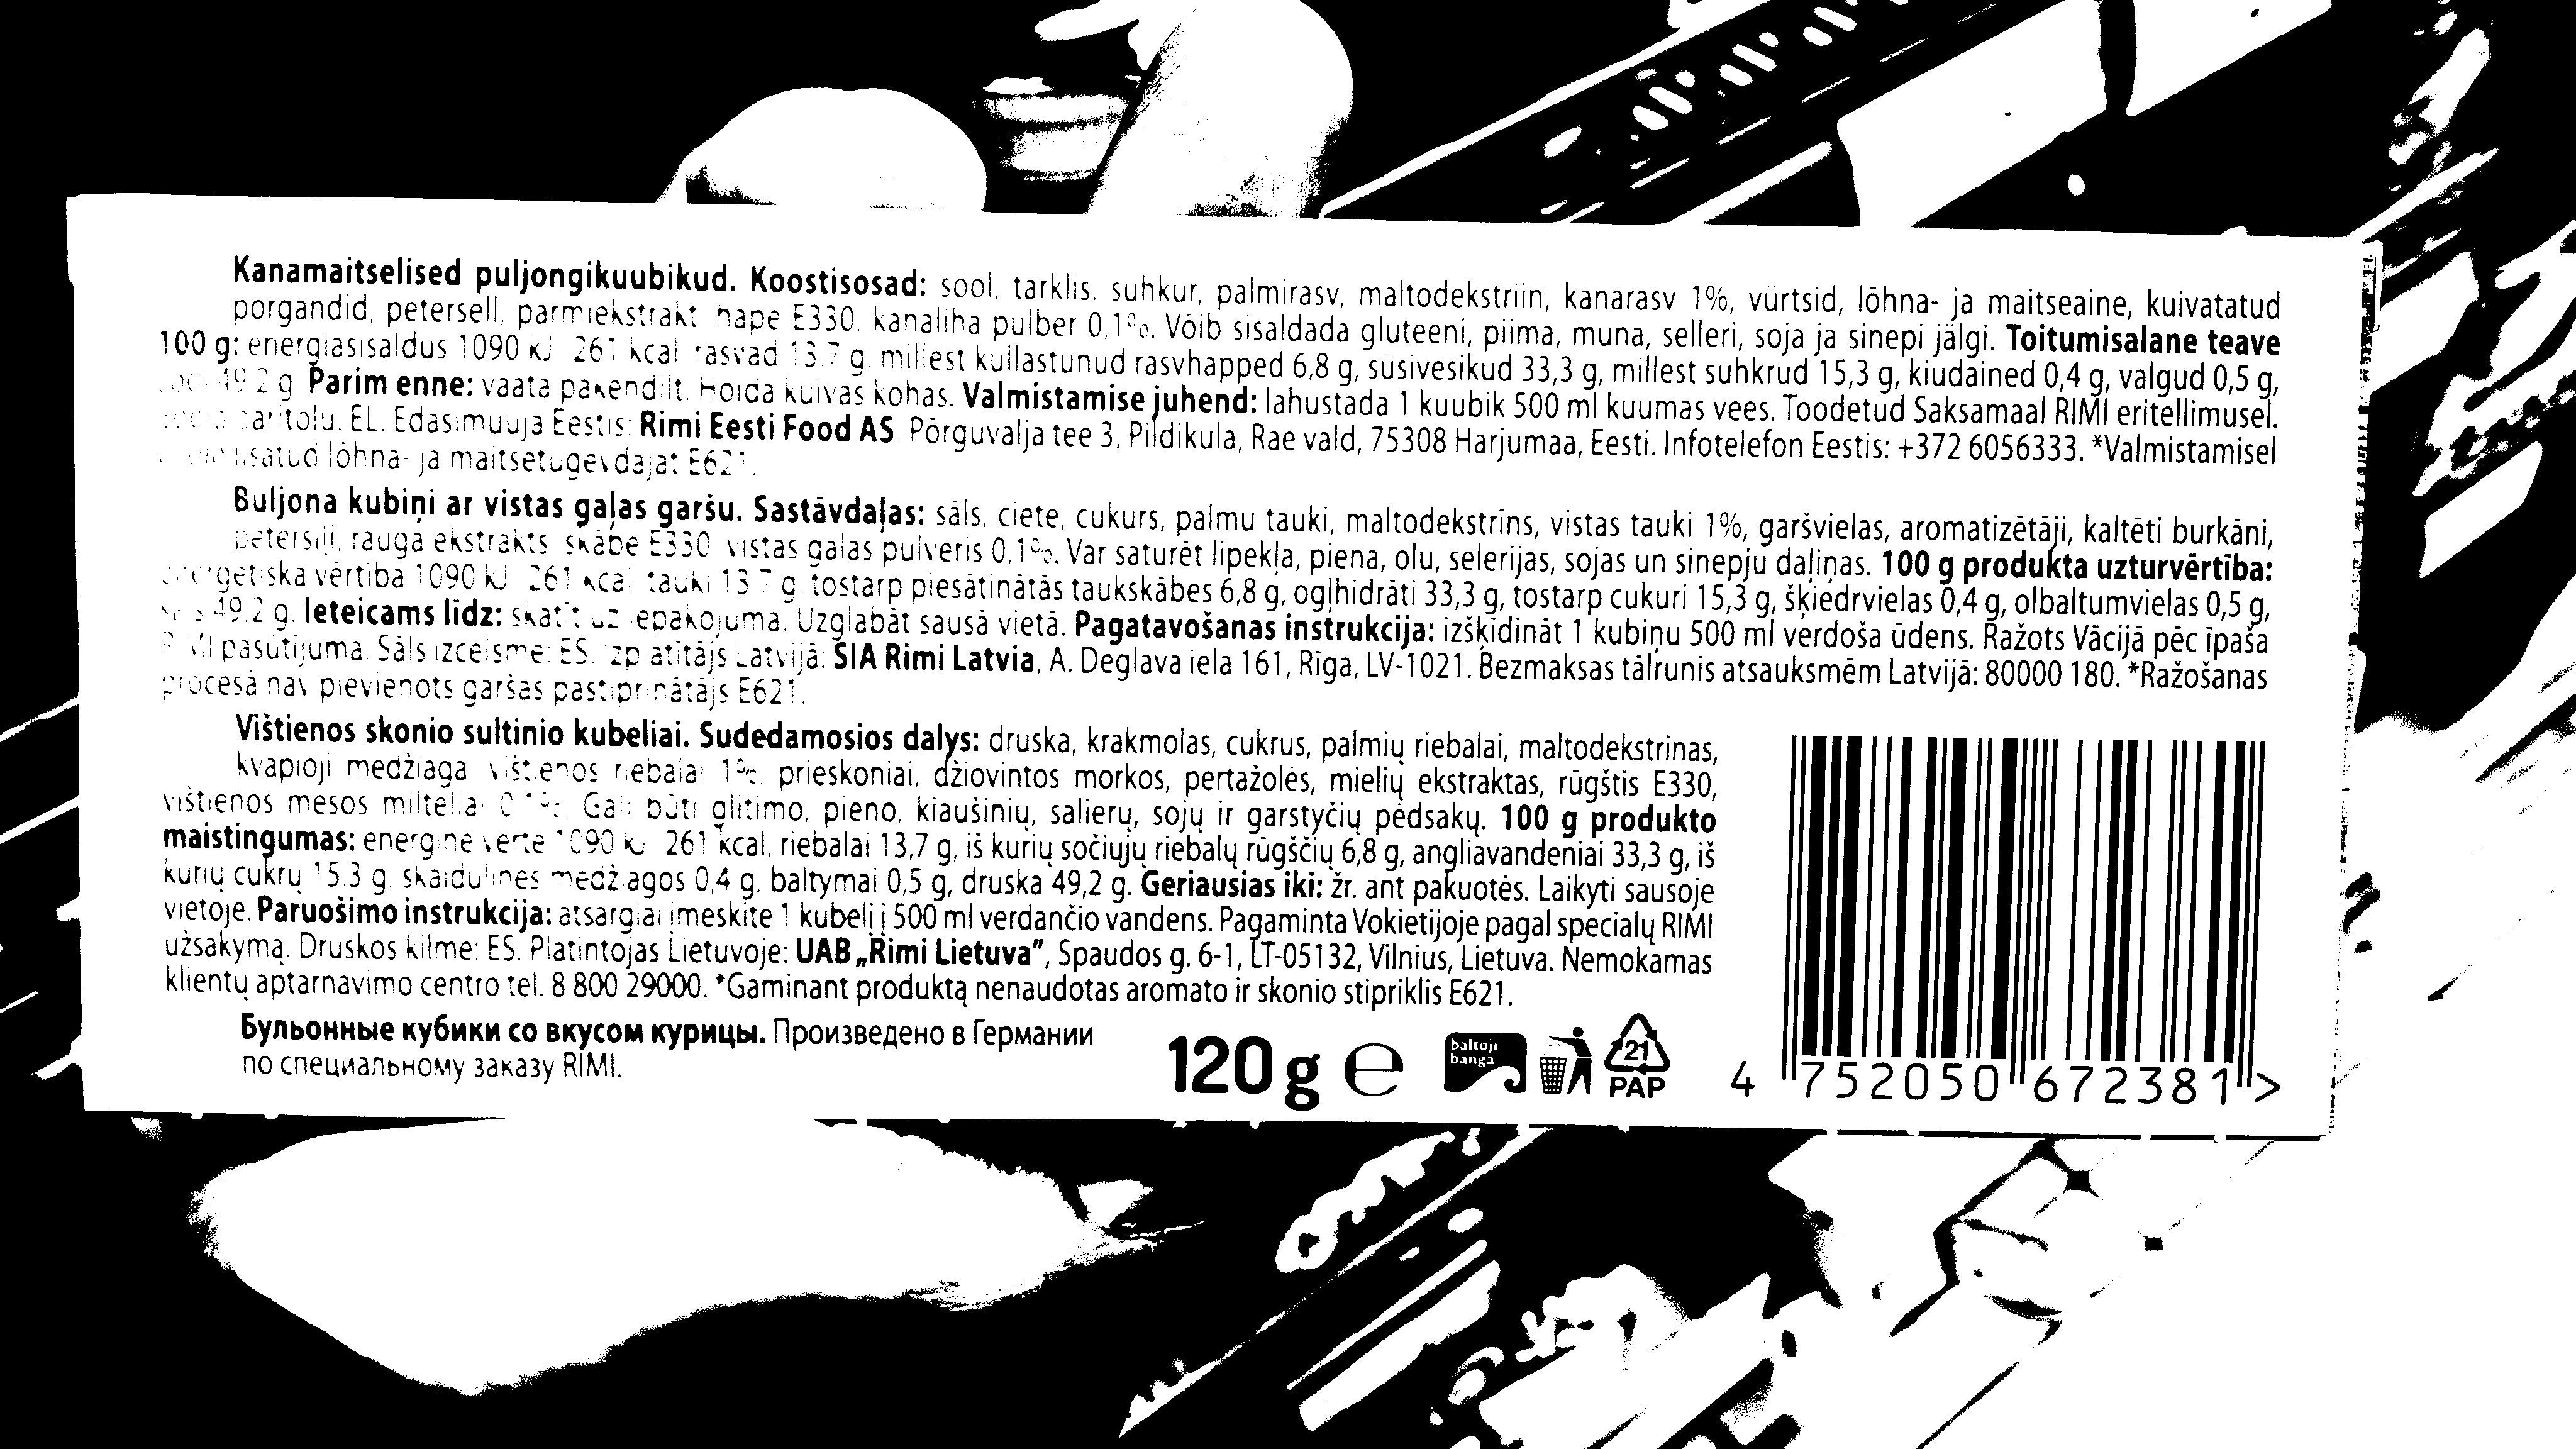 Kanamaitselised puljongikuubikud. Koostisosad: sool, tärklis, suhkur, palmirasv, maltodekstriin, kanarasv 1%, vürtsid, lõhna- ja maitseaine, kuivatatud
porgandid, petersell, pärmiekstrakt hape E330, kanaliha pulber 0,1%. Võib sisaldada gluteeni, piima, muna, selleri, soja ja sinepi jälgi. Toitumisalane teave
100 g: energiasisaldus 1090 kJ 261 kcal rasvad 13,7 g, millest küllastunud rasvhapped 6,8 g, süsivesikud 33,3 g, millest suhkrud 15,3 g, kiudained 0,4 g, valgud 0,5 g,
sool 49,2 g Parim enne: vaata pakendilt. Hoida kuivas kohas. Valmistamise juhend: lahustada 1 kuubik 500 ml kuumas vees. Toodetud Saksamaal RIMI eritellimusel.
päritolu. EL. Edasimüüja Eestis: Rimi Eesti Food AS. Põrguvälja tee 3, Pildiküla, Rae vald, 75308 Harjumaa, Eesti. Infotelefon Eestis: +372 6056333. *Valmistamisel
lisatud lõhna- ja maitsetugevdajat E621.
Buljona kubiņi ar vistas gaļas garšu. Sastāvdaļas: sāls, ciete, cukurs, palmu tauki, maltodekstrīns, vistas tauki 1%, garšvielas, aromatizētāji, kaltēti burkāni,
pētersīļi, rauga ekstrakts skābe E330 vistas gaļas pulveris 0,1%. Var saturēt lipekļa, piena, olu, selerijas, sojas un sinepju daļiņas. 100 g produkta uzturvērtība:
enerģētiskā vērtība 1090 kJ 261 kcal tauki 13,7 g tostarp piesātinātās taukskābes 6,8 g, ogļhidrāti 33,3 g, tostarp cukuri 15,3 g, šķiedrvielas 0,4 g, olbaltumvielas 0,5 g,
sāls 49,2 g. Ieteicams līdz: skatīt uz iepakojuma. Uzglabāt sausā vietā. Pagatavošanas instrukcija: izšķīdināt 1 kubiņu 500 ml verdoša ūdens. Ražots Vācijā pēc īpaša
RIMI pasūtījuma. Sāls izcelsme: ES. Izplatītājs Latvijā: SIA Rimi Latvia, A. Deglava iela 161, Rīga, LV-1021. Bezmaksas tālrunis atsauksmēm Latvijā: 80000 180. *Ražošanas
procesā nav pievienots garšas pastiprinātājs E621.
Vištienos skonio sultinio kubeliai. Sudedamosios dalys: druska, krakmolas, cukrus, palmių riebalai, maltodekstrinas,
kvapioji medžiaga vištienos riebalai 1%, prieskoniai, džiovintos morkos, pertažolės, mielių ekstraktas, rūgštis E330,
vištienos mėsos milteliai 0,1%. Gali būti glitimo, pieno, kiaušinių, salierų, sojų ir garstyčių pėdsakų. 100 g produkto
maistingumas: energinė vertė 1090 kJ 261 kcal, riebalai 13,7 g, iš kurių sočiųjų riebalų rūgščių 6,8 g, angliavandeniai 33,3 g, iš
kurių cukrų 15,3 g, skaidulinės medžiagos 0,4 g, baltymai 0,5 g, druska 49,2 g. Geriausias iki: žr. ant pakuotės. Laikyti sausoje
vietoje. Paruošimo instrukcija: atsargiai įmeskite 1 kubelį į 500 ml verdančio vandens. Pagaminta Vokietijoje pagal specialų RIMI
užsakymą. Druskos kilmė: ES. Platintojas Lietuvoje: UAB „Rimi Lietuva", Spaudos g. 6-1, LT-05132, Vilnius, Lietuva. Nemokamas
klientų aptarnavimo centro tel. 8 800 29000. *Gaminant produktą nenaudotas aromato ir skonio stipriklis E621.
Бульонные кубики со вкусом курицы. Произведено в Германии
по специальному заказу RIMI.
120 g e
baltoji
banga
21
PAP
4 752050 672381 >